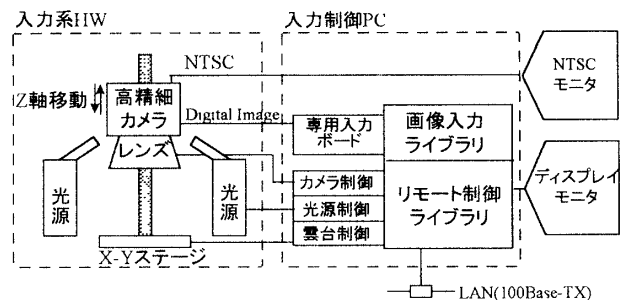 入力系HW
入力制御PC
NTSC
NTSC
モニタ
Z軸移動
高精細
カメラ
Digital Image
専用入力
ボード
画像入力
ライブラリ
レンズ
光源
光源
カメラ制御
光源制御
雲台制御
リモート制御
ライブラリ
ディスプレイ
モニタ
X-Yステージ
LAN(100Base-TX)